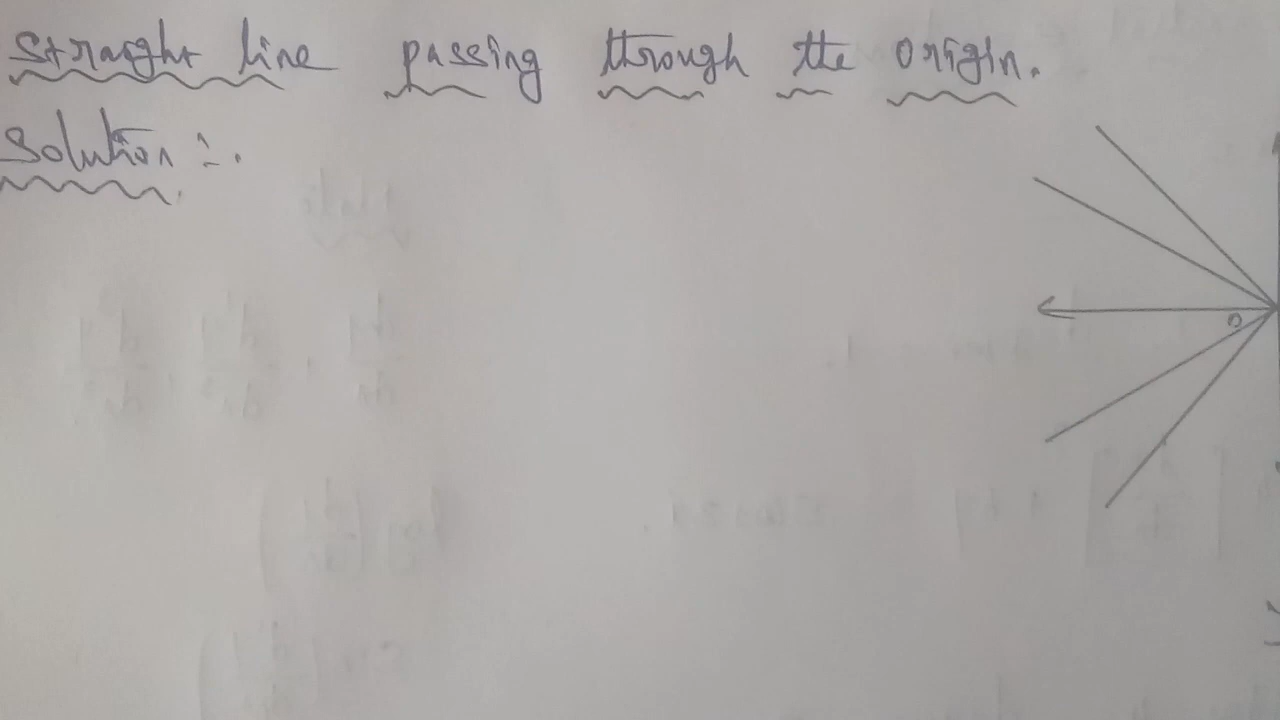 straight line passing through the origin.
Solution :-.
O